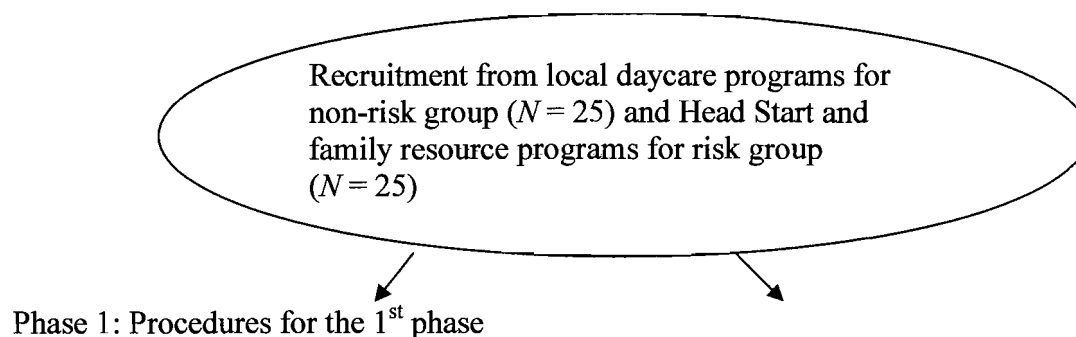 Recruitment from local daycare programs for
non-risk group (N = 25) and Head Start and
family resource programs for risk group
(N = 25)
Phase 1: Procedures for the 1st phase